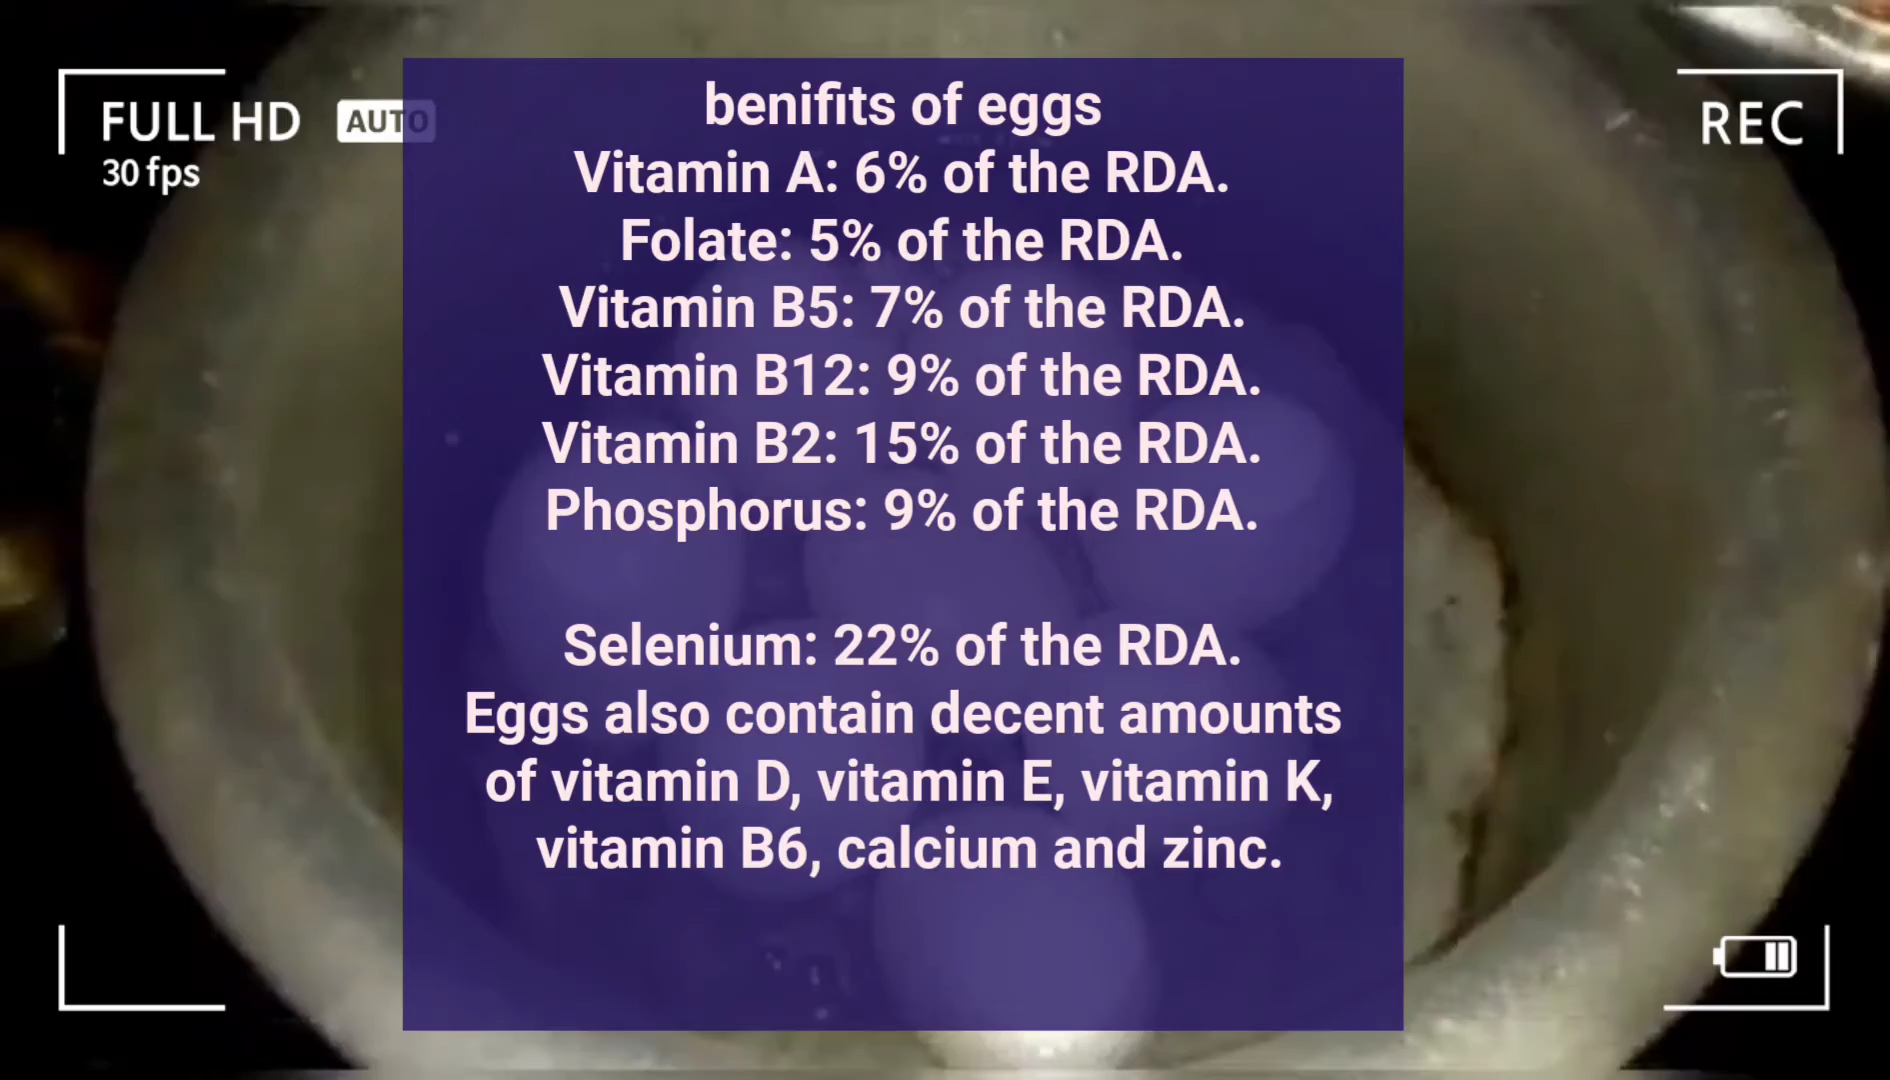 FULL HD AUTO
30 fps
REC
benifits of eggs
Vitamin A: 6% of the RDA.
Folate: 5% of the RDA.
Vitamin B5: 7% of the RDA.
Vitamin B12: 9% of the RDA.
Vitamin B2: 15% of the RDA.
Phosphorus: 9% of the RDA.
Selenium: 22% of the RDA.
Eggs also contain decent amounts
of vitamin D, vitamin E, vitamin K,
vitamin B6, calcium and zinc.